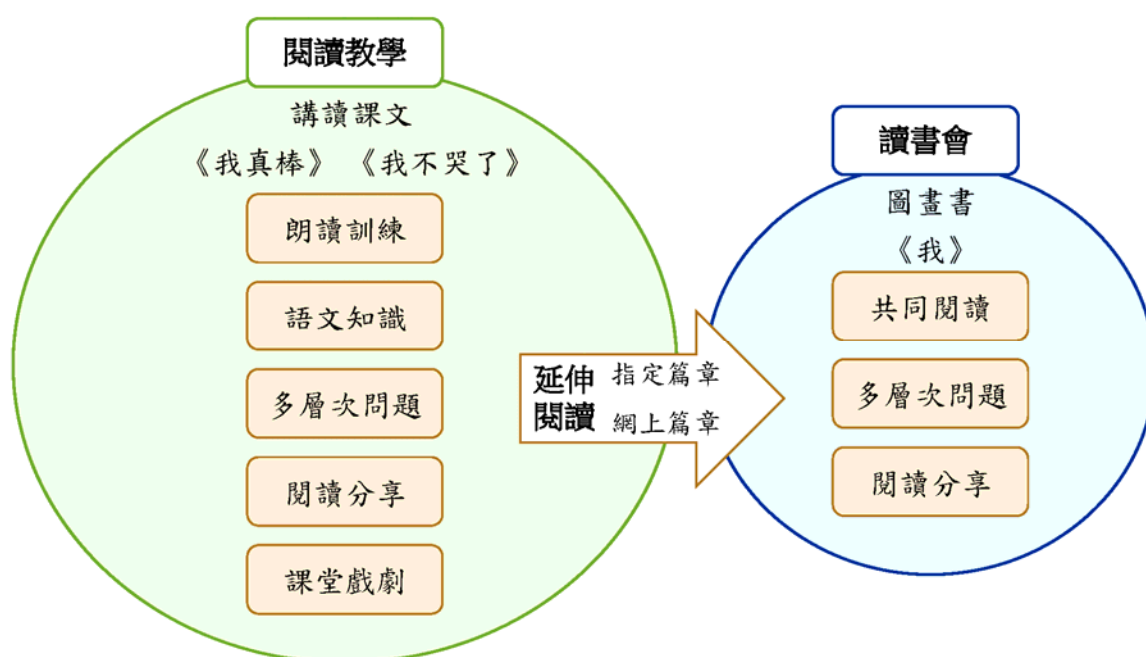 閱讀教學
講讀課文
《我真棒》 《我不哭了》
朗讀訓練
語文知識
多層次問題
閱讀分享
課堂戲劇
延伸
閱讀
指定篇章
網上篇章
讀書會
圖畫書
《我》
共同閱讀
多層次問題
閱讀分享